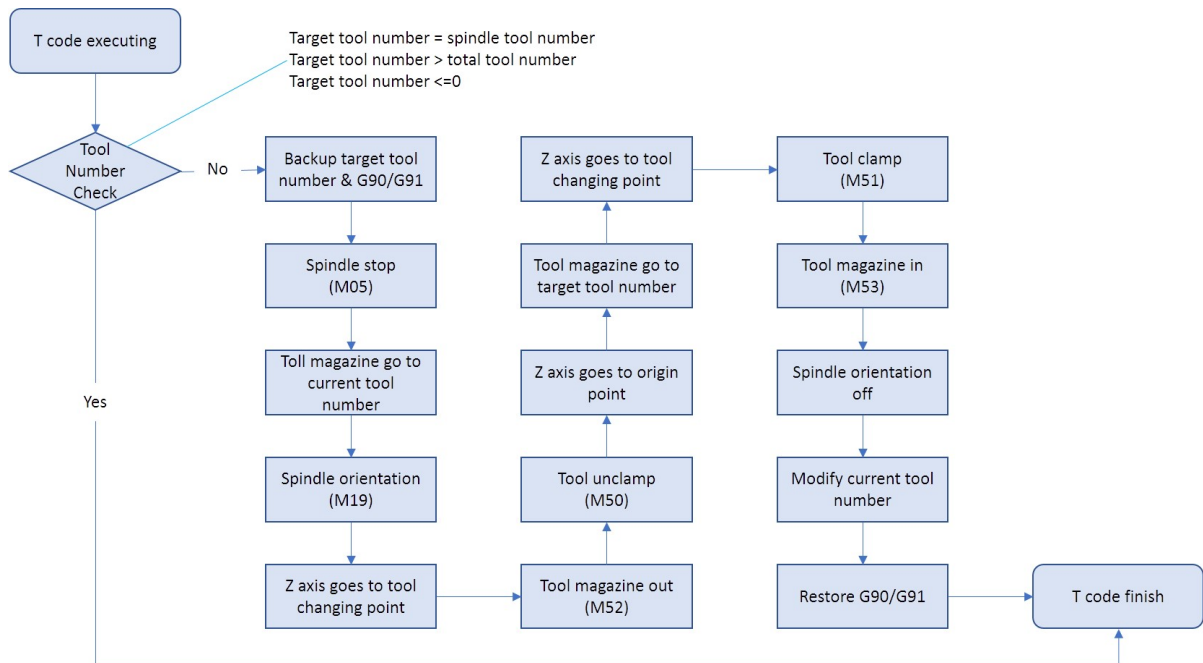 T code executing
Target tool number = spindle tool number
Target tool number > total tool number
Target tool number <=0
Tool
Number
Check
No
Yes
Backup target tool
number & G90/G91
Spindle stop
(M05)
Toll magazine go to
current tool
number
Spindle orientation
(M19)
Z axis goes to tool
changing point
Tool magazine out
(M52)
Tool unclamp
(M50)
Z axis goes to origin
point
Tool magazine go to
target tool number
Z axis goes to tool
changing point
Tool clamp
(M51)
Tool magazine in
(M53)
Spindle orientation
off
Modify current tool
number
Restore G90/G91
T code finish